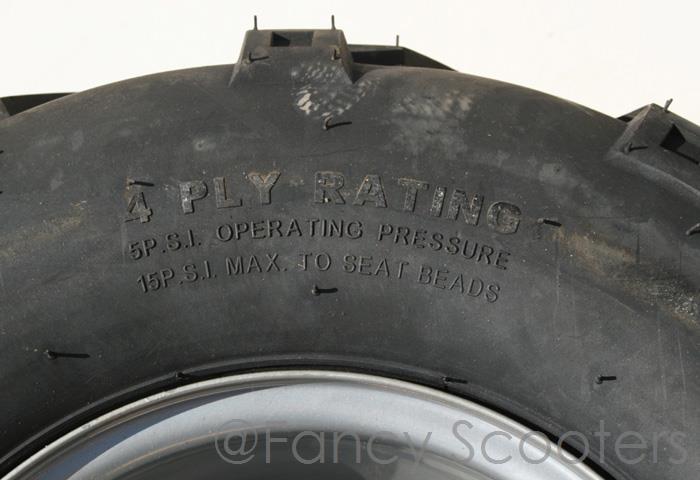 4 PLY RATING
5P.S.I. OPERATING PRESSURE
15P.S.I. MAX. TO SEAT BEADS
@Fancy Scooters